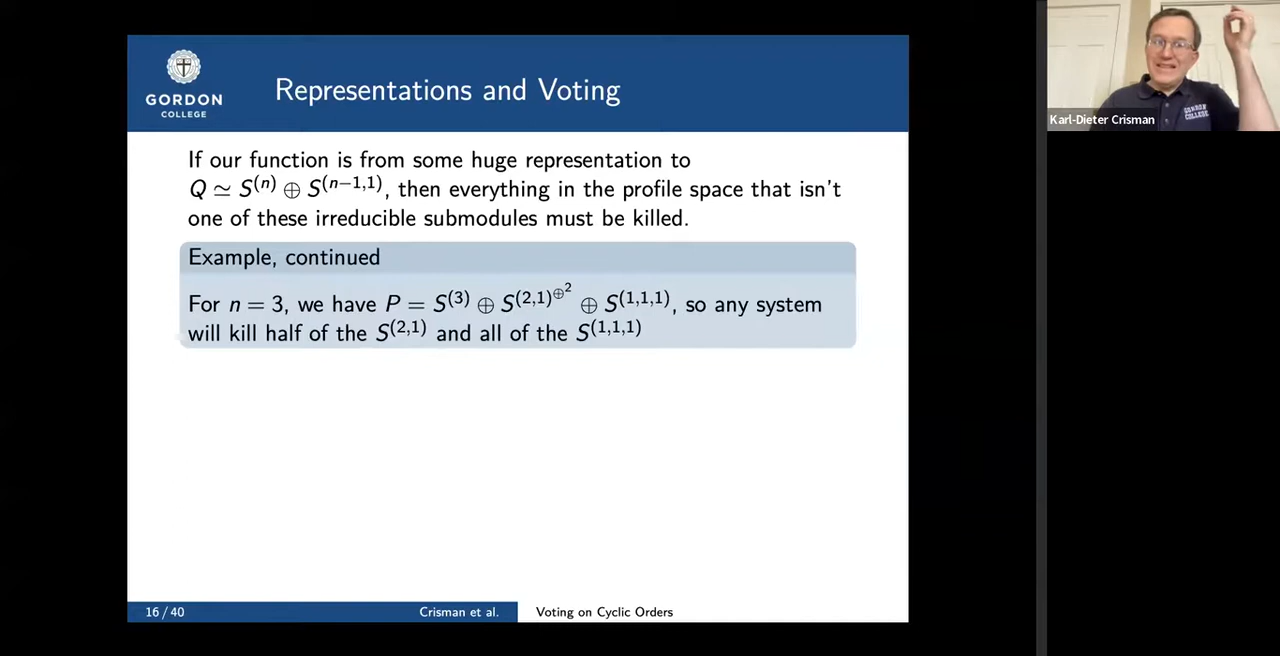 GORDON
COLLEGE
Representations and Voting
If our function is from some huge representation to
Q ≃ S^(n) ⊕ S^(n−1,1), then everything in the profile space that isn't
one of these irreducible submodules must be killed.
Example, continued
For n = 3, we have P = S^(3) ⊕ S^(2,1)^⊕^2 ⊕ S^(1,1,1), so any system
will kill half of the S^(2,1) and all of the S^(1,1,1)
16 / 40
Crisman et al.
Voting on Cyclic Orders
GORDON
COLLEGE
Karl-Dieter Crisman